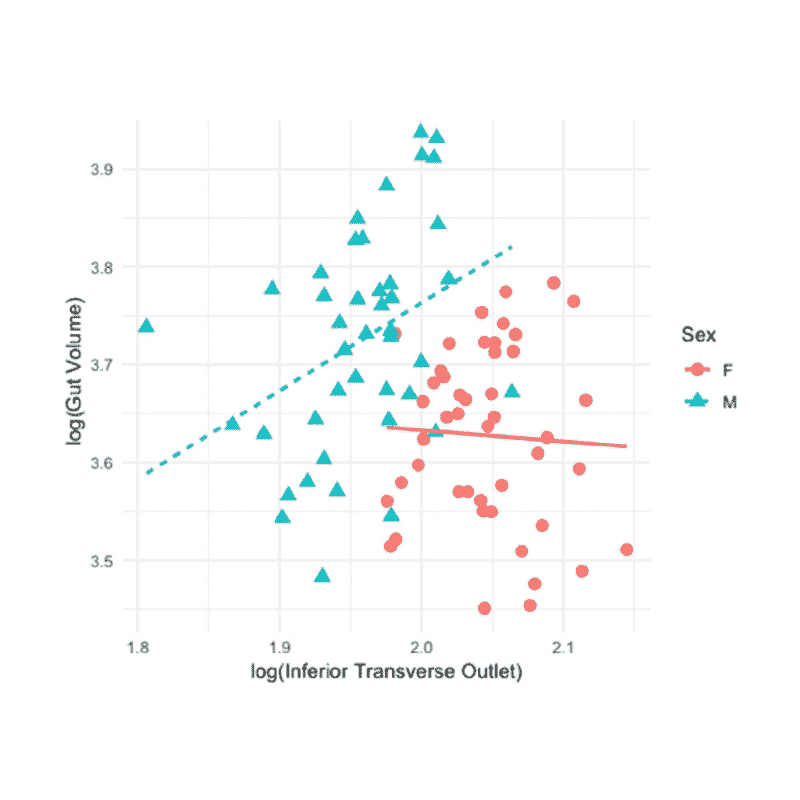 3.9
3.8
3.7
3.6
3.5
log(Gut Volume)
1.8 1.9 2.0 2.1
log(Inferior Transverse Outlet)
Sex
F
M